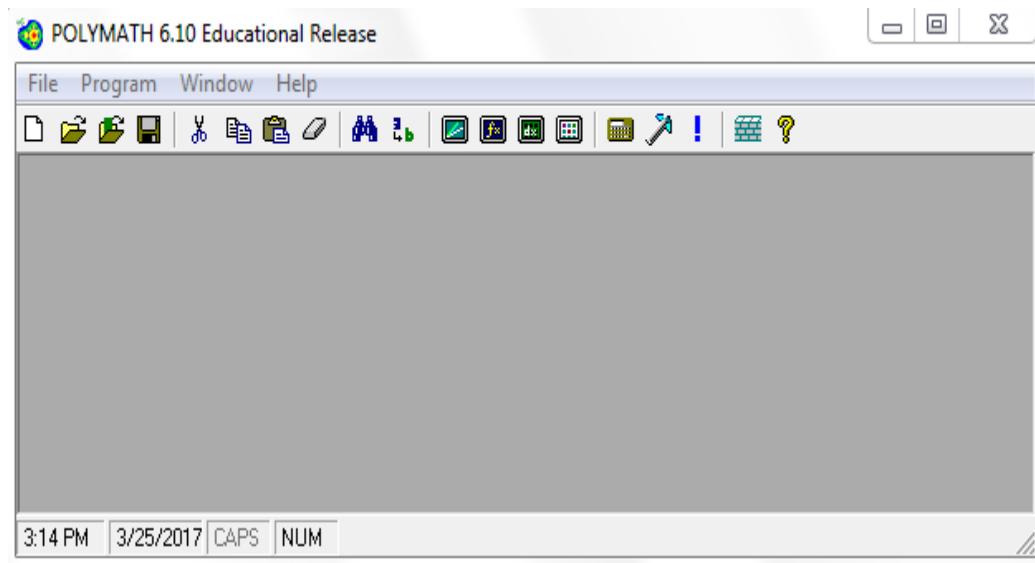 POLYMATH 6.10 Educational Release
File Program Window Help
3:14 PM 3/25/2017 CAPS NUM